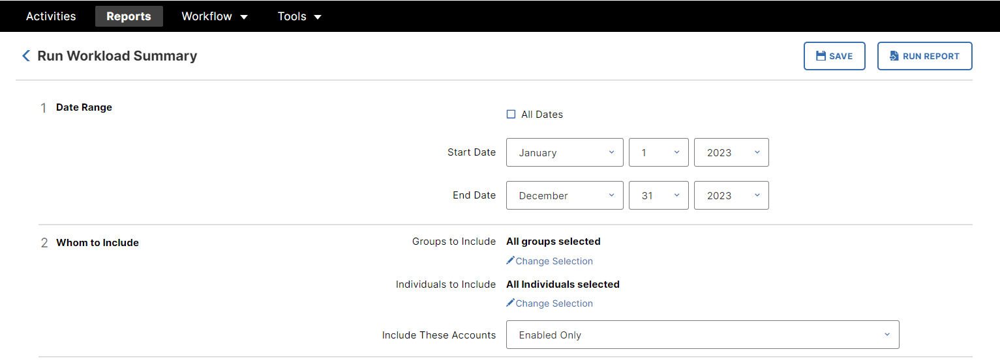 Activities Reports Workflow Tools
Run Workload Summary SAVE RUN REPORT
1 Date Range
All Dates
Start Date January 1 2023
End Date December 31 2023
2 Whom to Include Groups to Include All groups selected
Change Selection
Individuals to Include All Individuals selected
Change Selection
Include These Accounts Enabled Only